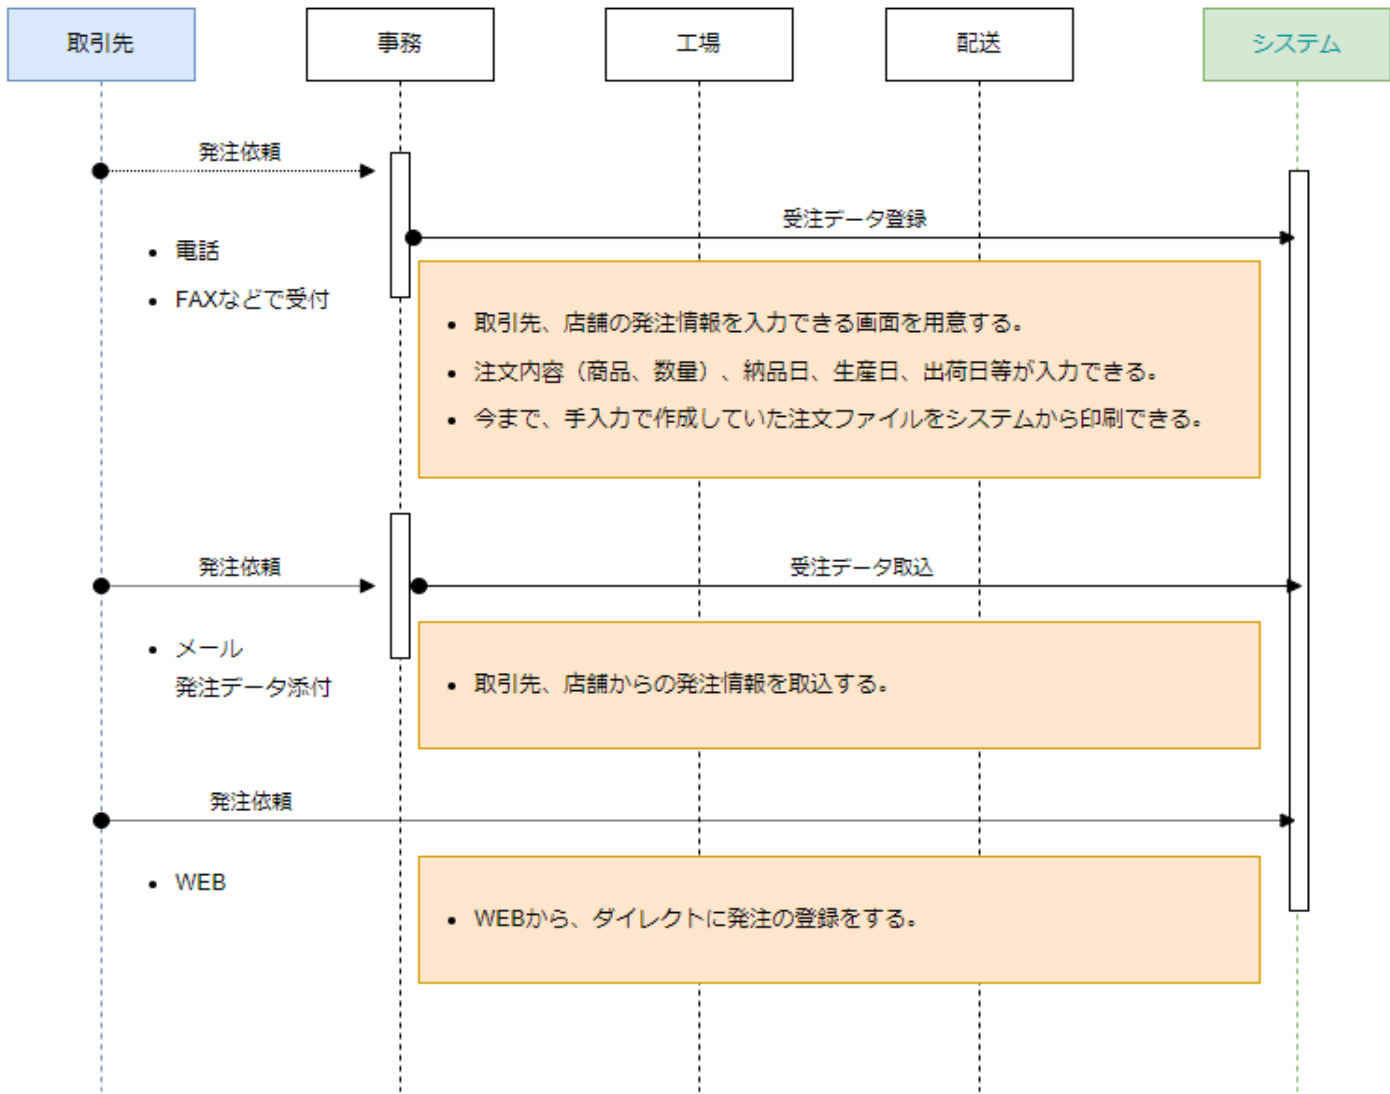 取引先
事務
工場
配送
システム
発注依頼
受注データ登録
電話
FAXなどで受付
取引先、店舗の発注情報を入力できる画面を用意する。
注文内容（商品、数量）、納品日、生産日、出荷日等が入力できる。
今まで、手入力で作成していた注文ファイルをシステムから印刷できる。
発注依頼
受注データ取込
メール
発注データ添付
取引先、店舗からの発注情報を取込する。
発注依頼
WEB
WEBから、ダイレクトに発注の登録をする。